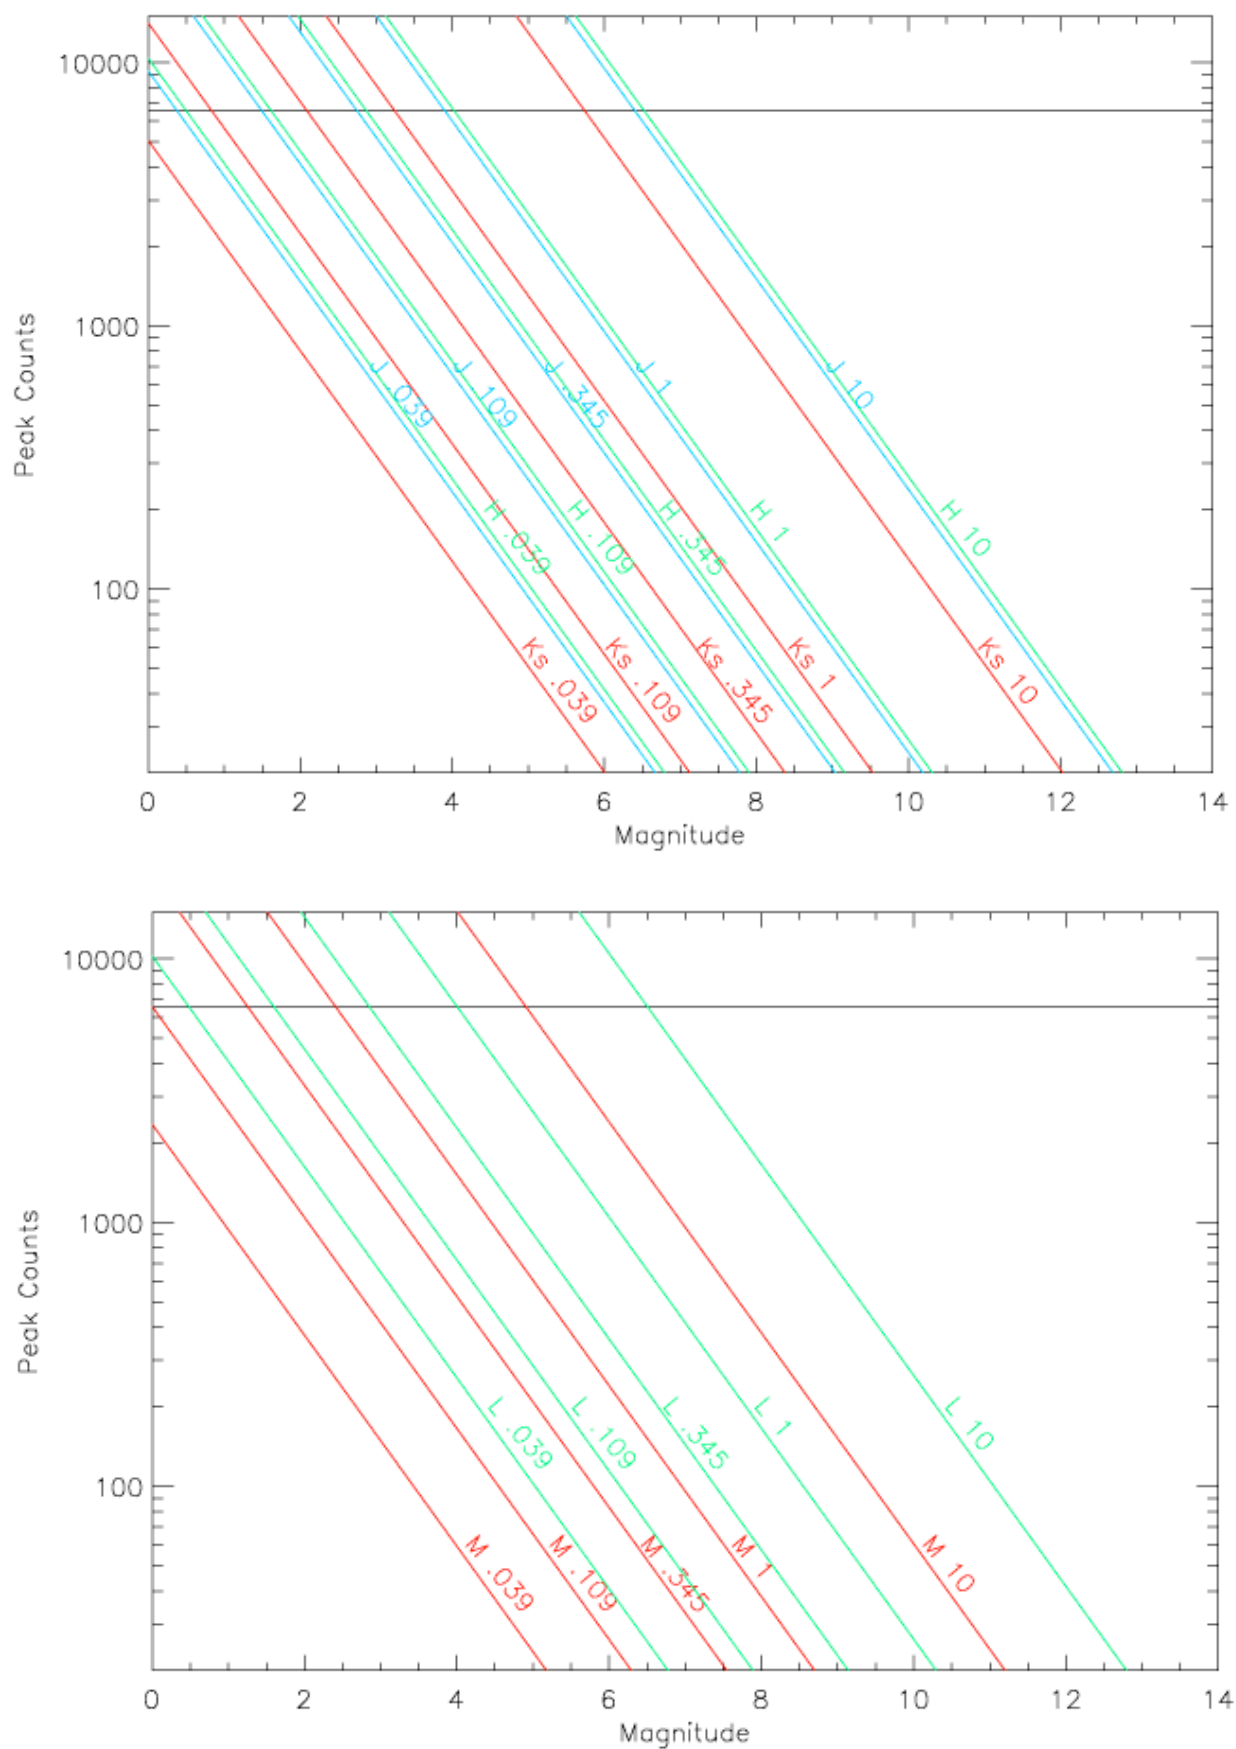 10000
1000
100
Peak Counts
J .039
J .109
J .345
J 1
J 10
H .039
H .109
H .345
H 1
H 10
Ks .039
Ks .109
Ks .345
Ks 1
Ks 10
0 2 4 6 8 10 12 14
Magnitude
10000
1000
100
Peak Counts
L .039
L .109
L .345
L 1
L 10
M .039
M .109
M .345
M 1
M 10
0 2 4 6 8 10 12 14
Magnitude